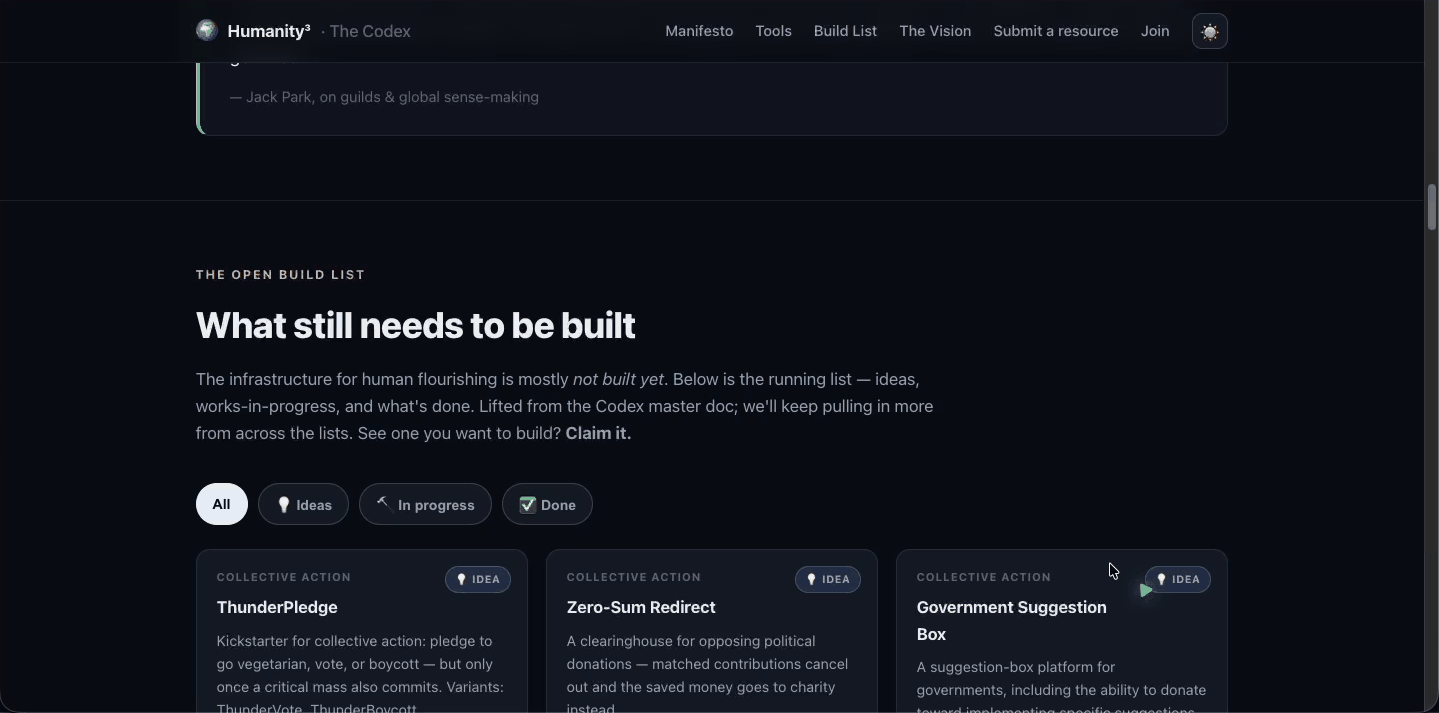 Humanity³ · The Codex
Manifesto
Tools
Build List
The Vision
Submit a resource
Join
— Jack Park, on guilds & global sense-making
THE OPEN BUILD LIST
What still needs to be built
The infrastructure for human flourishing is mostly not built yet. Below is the running list — ideas,
works-in-progress, and what's done. Lifted from the Codex master doc; we'll keep pulling in more
from across the lists. See one you want to build? Claim it.
All
Ideas
In progress
Done
COLLECTIVE ACTION
IDEA
ThunderPledge
Kickstarter for collective action: pledge to
go vegetarian, vote, or boycott — but only
once a critical mass also commits. Variants:
ThunderVote, ThunderBoycott
COLLECTIVE ACTION
IDEA
Zero-Sum Redirect
A clearinghouse for opposing political
donations — matched contributions cancel
out and the saved money goes to charity
instead.
COLLECTIVE ACTION
IDEA
Government Suggestion
Box
A suggestion-box platform for
governments, including the ability to donate
toward implementing specific suggestions